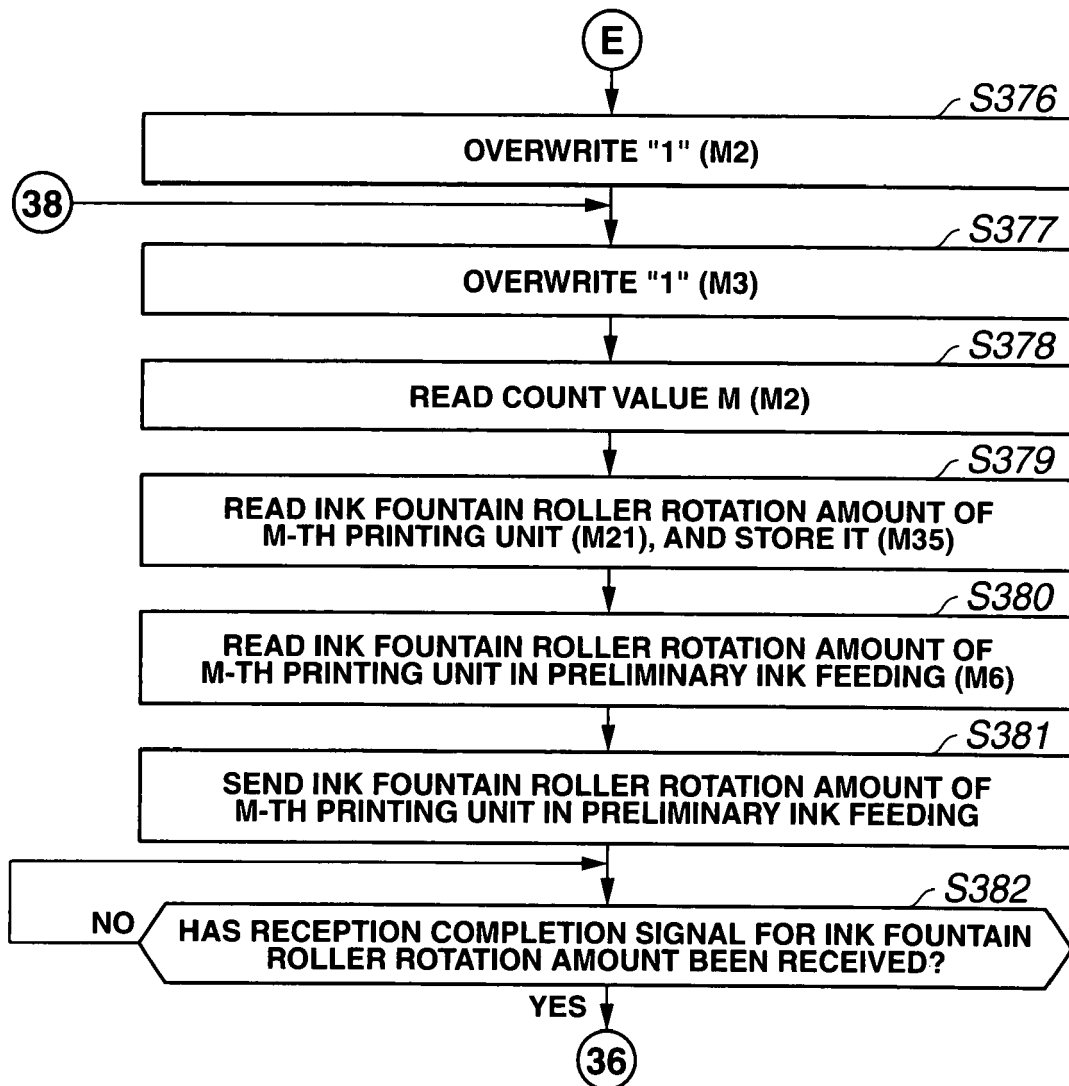 E
S376
OVERWRITE "1" (M2)
38
S377
OVERWRITE "1" (M3)
S378
READ COUNT VALUE M (M2)
S379
READ INK FOUNTAIN ROLLER ROTATION AMOUNT OF
M-TH PRINTING UNIT (M21), AND STORE IT (M35)
S380
READ INK FOUNTAIN ROLLER ROTATION AMOUNT OF
M-TH PRINTING UNIT IN PRELIMINARY INK FEEDING (M6)
S381
SEND INK FOUNTAIN ROLLER ROTATION AMOUNT OF
M-TH PRINTING UNIT IN PRELIMINARY INK FEEDING
S382
NO
HAS RECEPTION COMPLETION SIGNAL FOR INK FOUNTAIN
ROLLER ROTATION AMOUNT BEEN RECEIVED?
YES
36